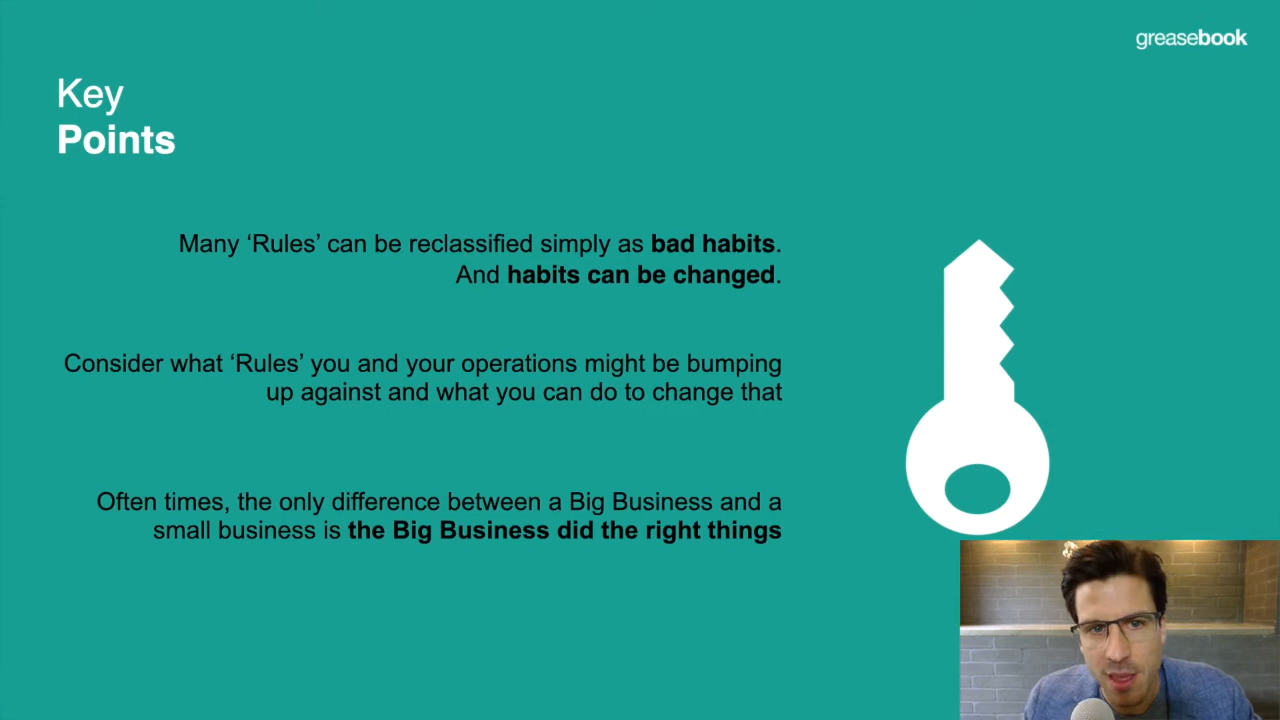 greasebook
Key
Points
Many ‘Rules’ can be reclassified simply as bad habits.
And habits can be changed.
Consider what ‘Rules’ you and your operations might be bumping
up against and what you can do to change that
Often times, the only difference between a Big Business and a
small business is the Big Business did the right things